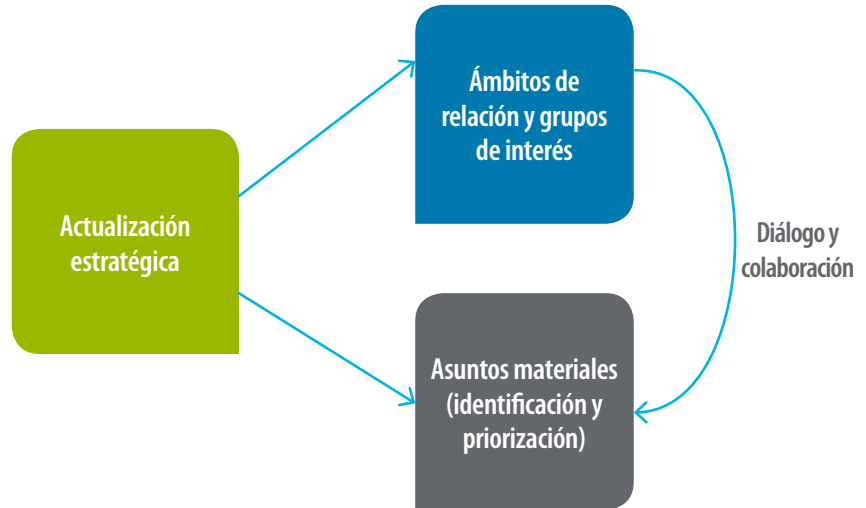 Ámbitos de
relación y grupos
de interés
Actualización
estratégica
Diálogo y
colaboración
Asuntos materiales
(identificación y
priorización)